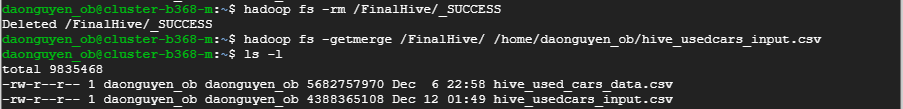 daonguyen_ob@cluster-b368-m:~$ hadoop fs -rm /FinalHive/_SUCCESS
Deleted /FinalHive/_SUCCESS
daonguyen_ob@cluster-b368-m:~$ hadoop fs -getmerge /FinalHive/ /home/daonguyen_ob/hive_usedcars_input.csv
daonguyen_ob@cluster-b368-m:~$ ls -l
total 9835468
-rw-r--r-- 1 daonguyen_ob daonguyen_ob 5682757970 Dec  6 22:58 hive_used_cars_data.csv
-rw-r--r-- 1 daonguyen_ob daonguyen_ob 4388365108 Dec 12 01:49 hive_usedcars_input.csv